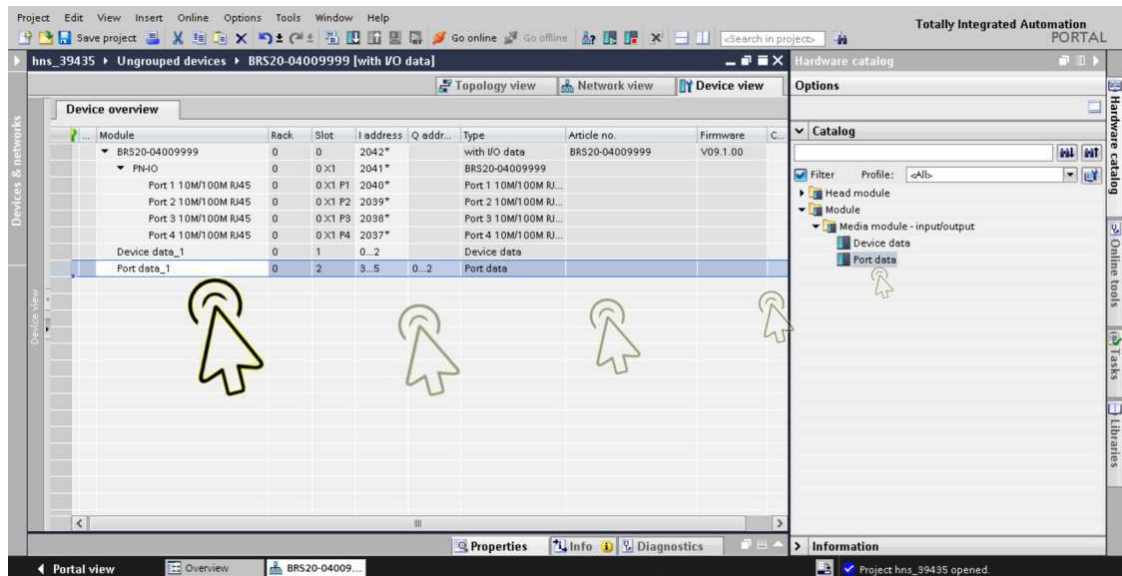 Project Edit View Insert Online Options Tools Window Help
Totally Integrated Automation
PORTAL
Save project Go online Go offline <Search in project>
hns_39435 ▸ Ungrouped devices ▸ BRS20-04009999 [with I/O data]
Hardware catalog
Topology view Network view Device view
Options
Device overview
... Module Rack Slot I address Q addr... Type Article no. Firmware C...
BRS20-04009999 0 0 2042* with I/O data BRS20-04009999 V09.1.00
PN-IO 0 0 X1 2041* BRS20-04009999
Port 1 10M/100M RJ45 0 0 X1 P1 2040* Port 1 10M/100M RJ...
Port 2 10M/100M RJ45 0 0 X1 P2 2039* Port 2 10M/100M RJ...
Port 3 10M/100M RJ45 0 0 X1 P3 2038* Port 3 10M/100M RJ...
Port 4 10M/100M RJ45 0 0 X1 P4 2037* Port 4 10M/100M RJ...
Device data_1 0 1 0...2 Device data
Port data_1 0 2 3...5 0...2 Port data
Catalog
Filter Profile: <All>
Head module
Module
Media module - input/output
Device data
Port data
Devices & networks
Device view
Hardware catalog
Online tools
Tasks
Libraries
Properties Info Diagnostics
Information
Portal view Overview BRS20-04009...
Project hns_39435 opened.